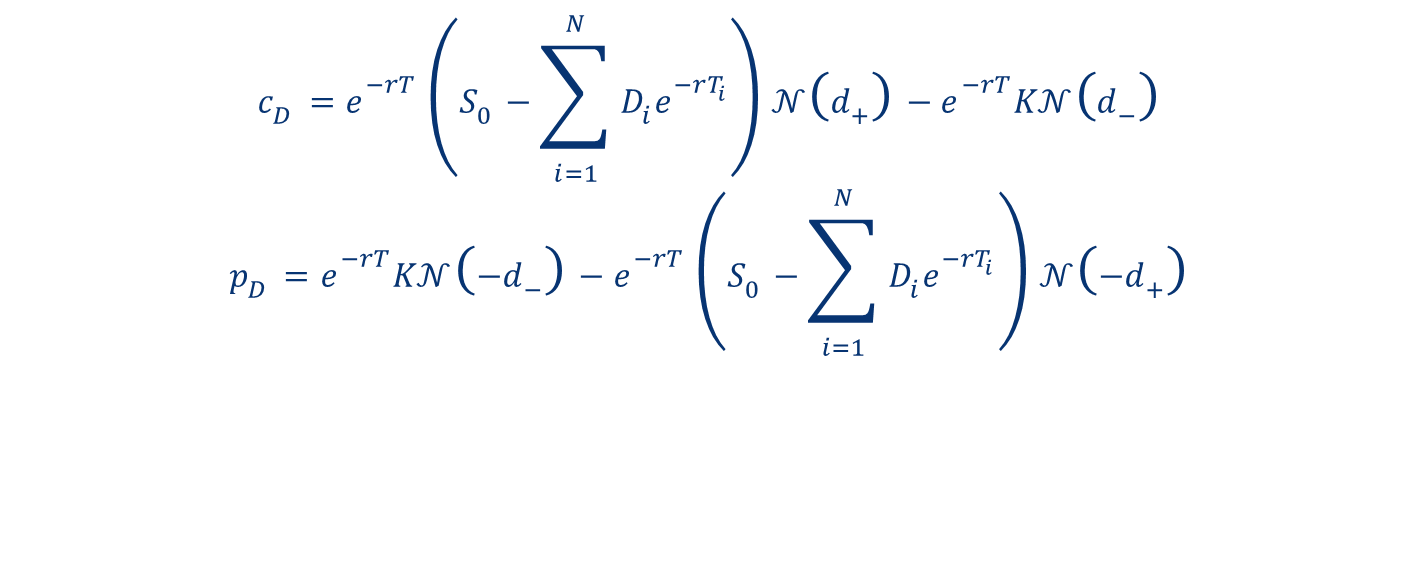 c_D = e^{-rT} \left( S_0 - \sum_{i=1}^{N} D_i e^{-rT_i} \right) \mathcal{N}(d_+) - e^{-rT} K \mathcal{N}(d_-)
p_D = e^{-rT} K \mathcal{N}(-d_-) - e^{-rT} \left( S_0 - \sum_{i=1}^{N} D_i e^{-rT_i} \right) \mathcal{N}(-d_+)